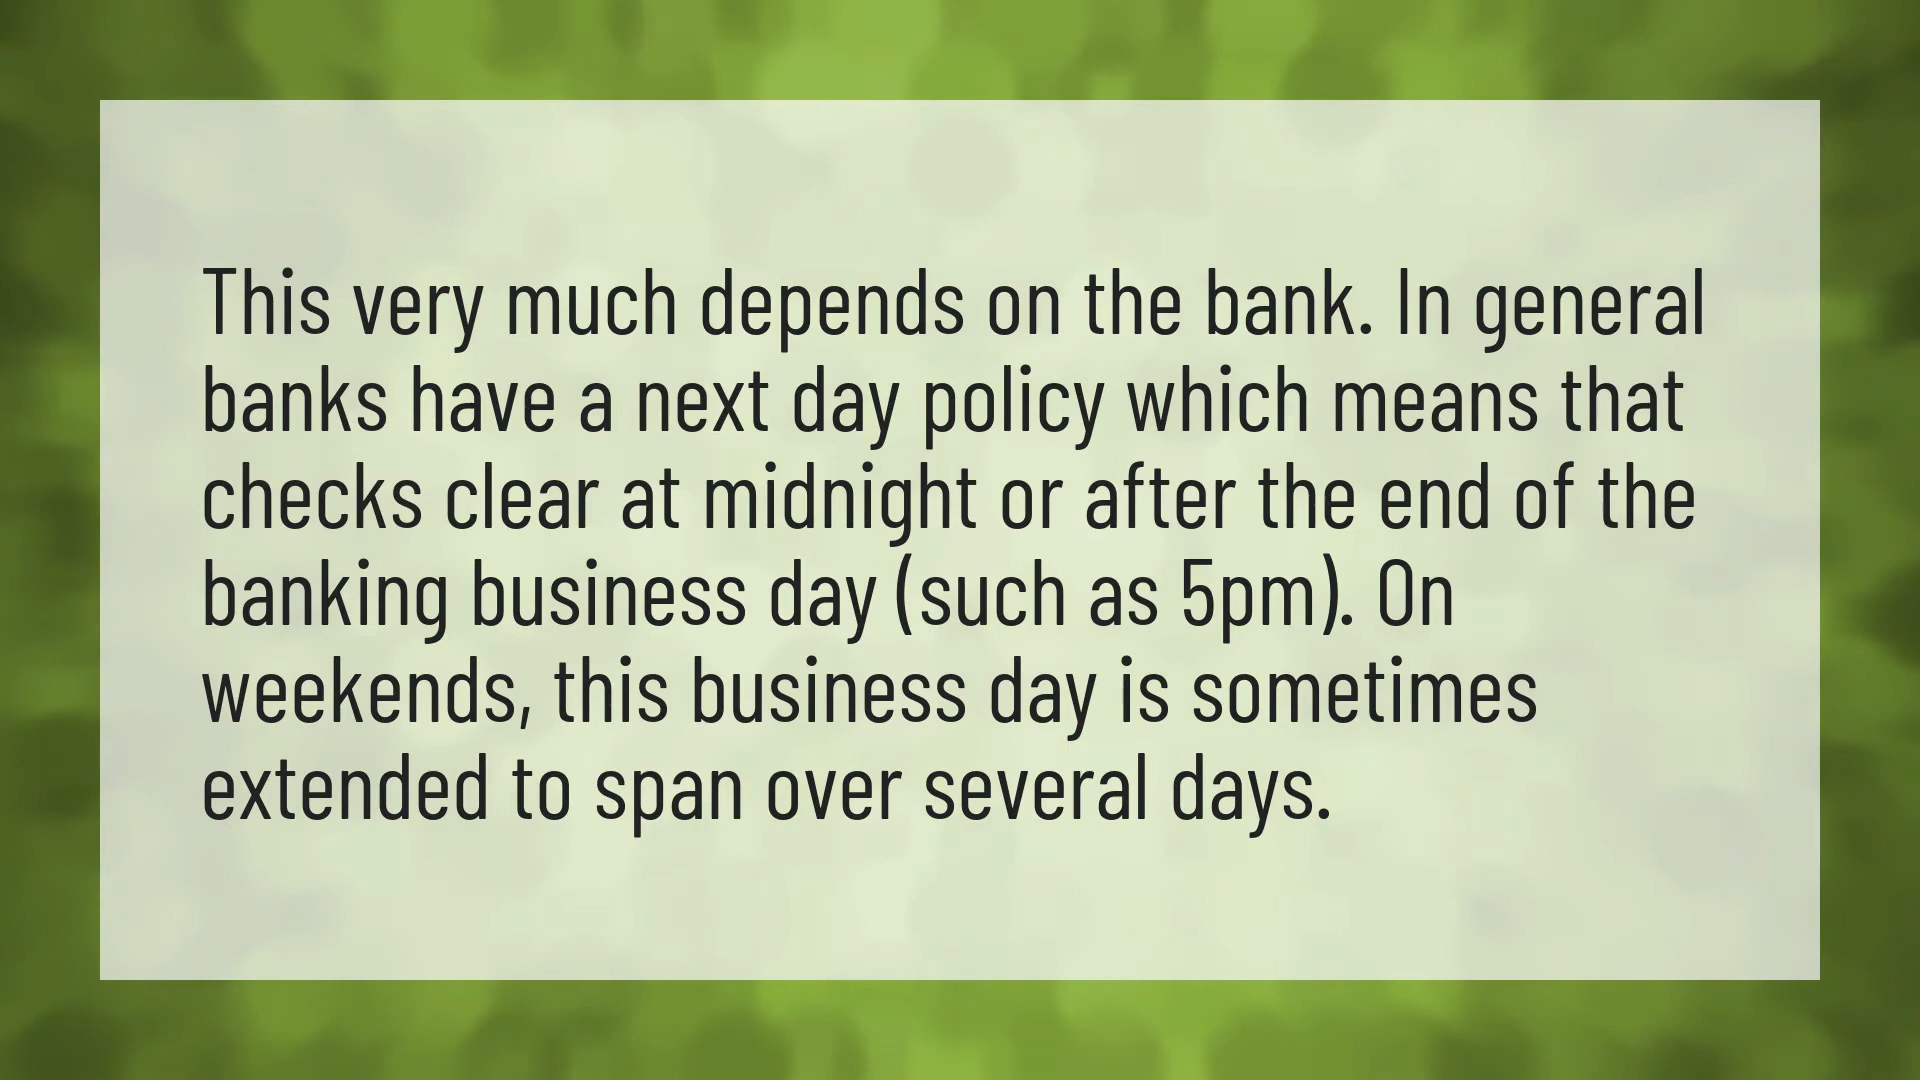 This very much depends on the bank. In general
banks have a next day policy which means that
checks clear at midnight or after the end of the
banking business day (such as 5pm). On
weekends, this business day is sometimes
extended to span over several days.